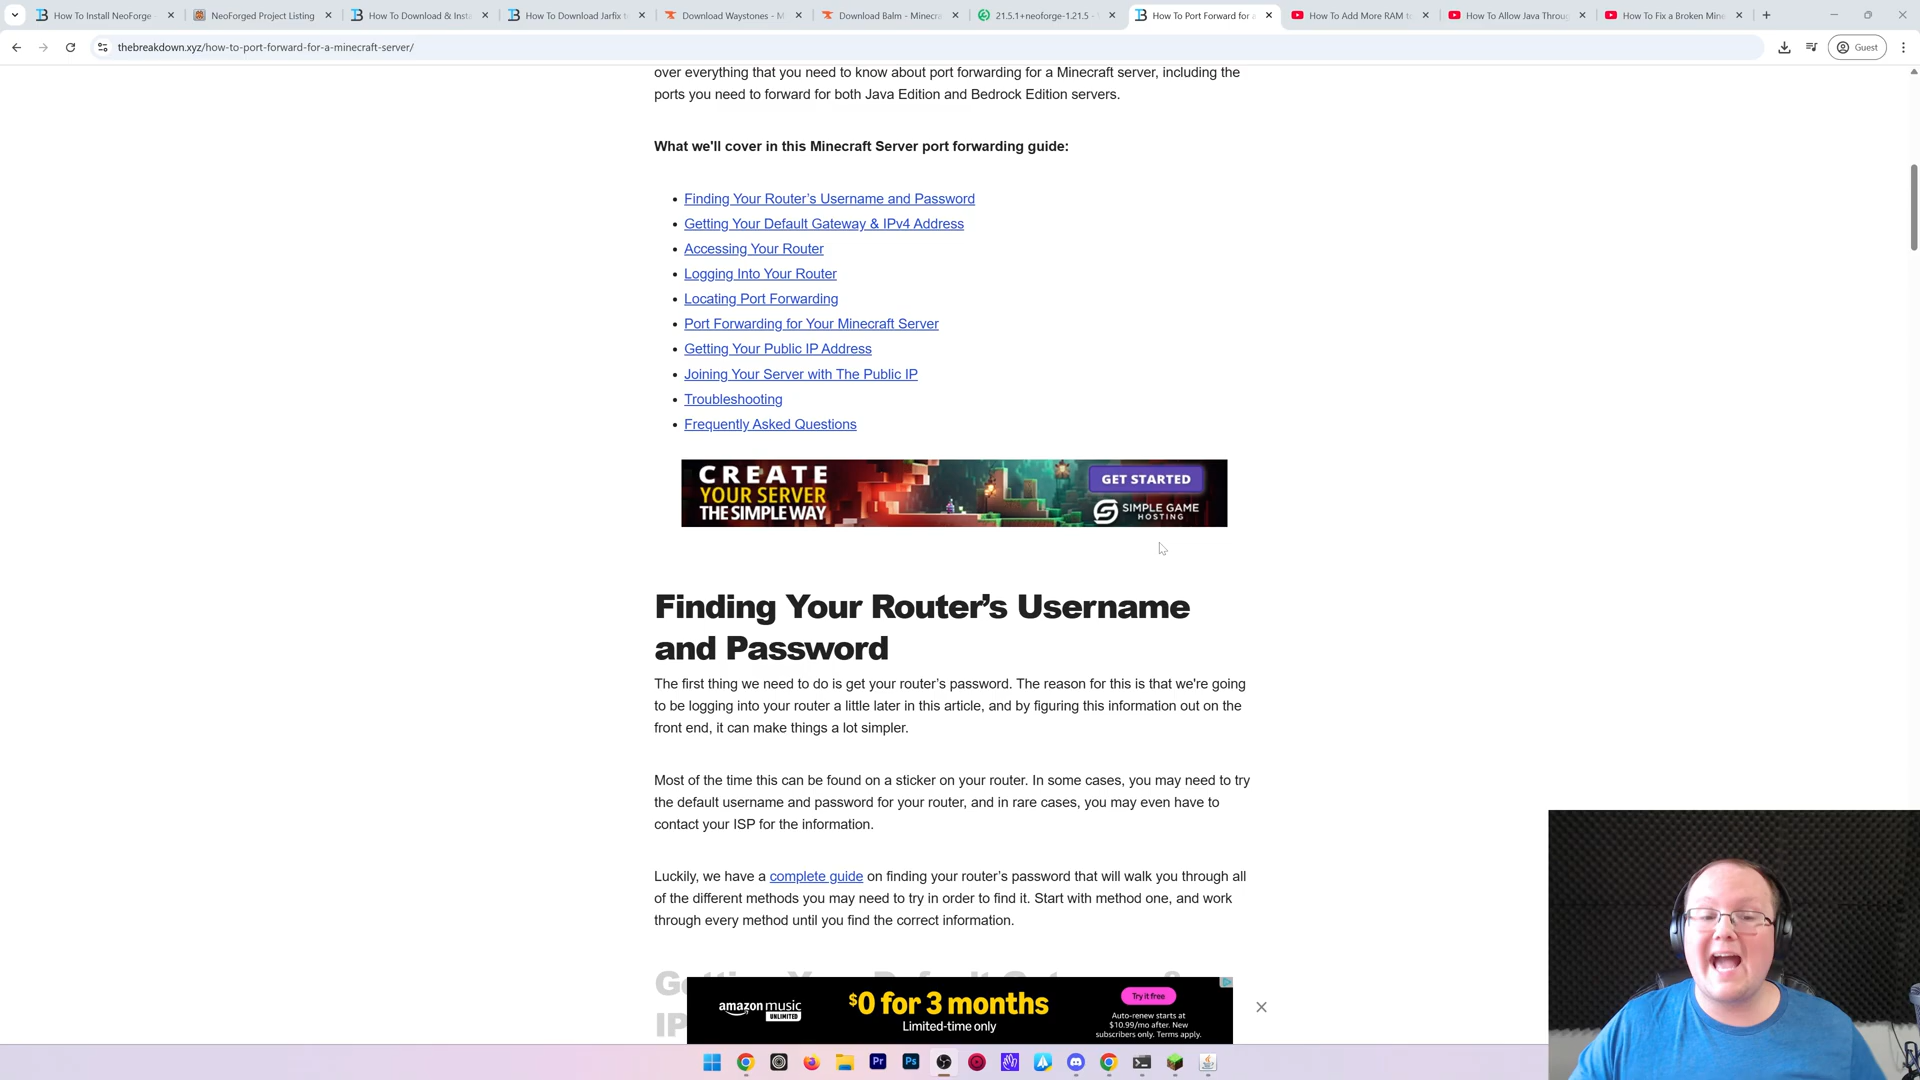 How To Install NeoForge
NeoForged Project Listing
How To Download & Insta
How To Download Jarfix t
Download Waystones - M
Download Balm - Minecra
21.5.1+neoforge-1.21.5 -
How To Port Forward for a
How To Add More RAM t
How To Allow Java Throu
How To Fix a Broken Mine
thebreakdown.xyz/how-to-port-forward-for-a-minecraft-server/
Guest
over everything that you need to know about port forwarding for a Minecraft server, including the
ports you need to forward for both Java Edition and Bedrock Edition servers.
What we'll cover in this Minecraft Server port forwarding guide:
• Finding Your Router’s Username and Password
• Getting Your Default Gateway & IPv4 Address
• Accessing Your Router
• Logging Into Your Router
• Locating Port Forwarding
• Port Forwarding for Your Minecraft Server
• Getting Your Public IP Address
• Joining Your Server with The Public IP
• Troubleshooting
• Frequently Asked Questions
CREATE
YOUR SERVER
THE SIMPLE WAY
GET STARTED
SIMPLE GAME
HOSTING
Finding Your Router’s Username
and Password
The first thing we need to do is get your router’s password. The reason for this is that we're going
to be logging into your router a little later in this article, and by figuring this information out on the
front end, it can make things a lot simpler.
Most of the time this can be found on a sticker on your router. In some cases, you may need to try
the default username and password for your router, and in rare cases, you may even have to
contact your ISP for the information.
Luckily, we have a complete guide on finding your router’s password that will walk you through all
of the different methods you may need to try in order to find it. Start with method one, and work
through every method until you find the correct information.
amazon music
UNLIMITED
$0 for 3 months
Limited-time only
Try it free
Auto-renew starts at
$10.99/mo after. New
subscribers only. Terms apply.
IP
Pr
Ps